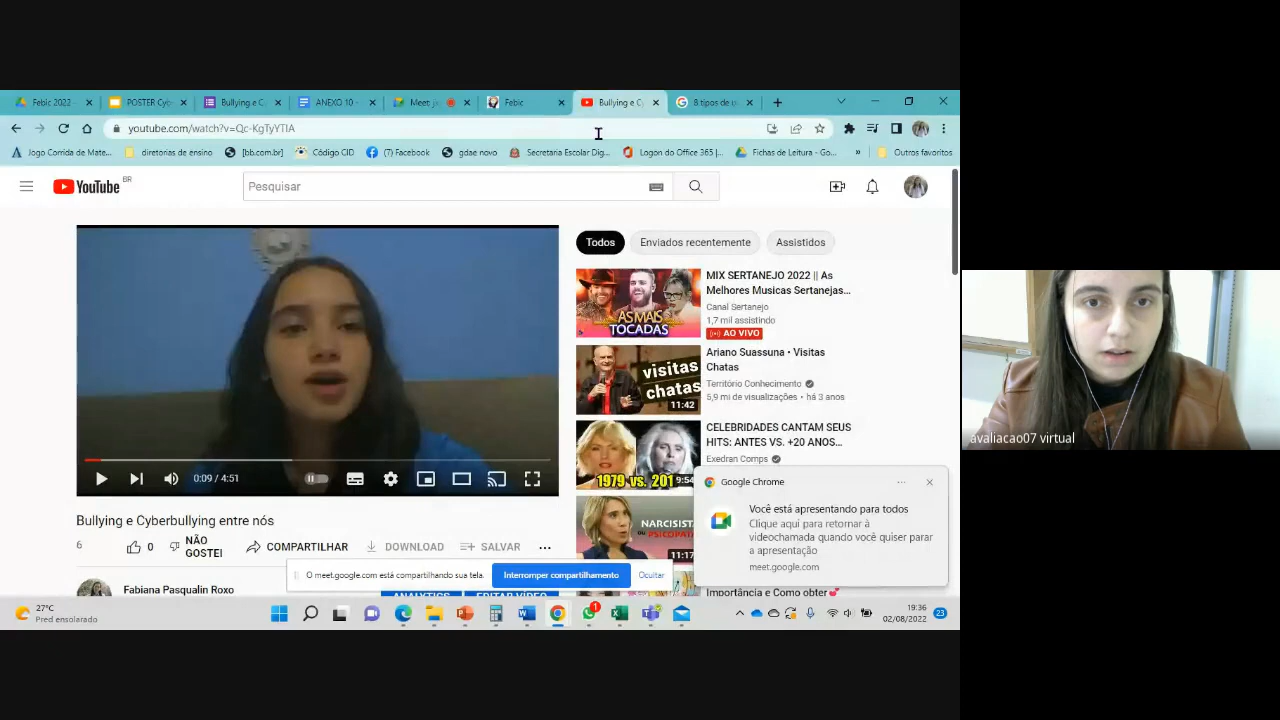 Febic 2022 -
POSTER Cyb
Bullying e C
ANEXO 10 -
Meet: j
Febic
Bullying e Cy
8 tipos de
youtube.com/watch?v=Qc-KgTyYTIA
Jogo Corrida de Mate...
diretorias de ensino
[bb.com.br]
Código CID
(7) Facebook
gdae novo
Secretaria Escolar Dig...
Logon do Office 365 |...
Fichas de Leitura - Go...
»
Outros favoritos
YouTube BR
Pesquisar
Todos
Enviados recentemente
Assistidos
MIX SERTANEJO 2022 || As
Melhores Musicas Sertanejas...
Canal Sertanejo
1,7 mil assistindo
AO VIVO
AS MAIS
TOCADAS
Ariano Suassuna • Visitas
Chatas
Território Conhecimento
5,9 mi de visualizações • há 3 anos
visitas
chatas
11:42
CELEBRIDADES CANTAM SEUS
HITS: ANTES VS. +20 ANOS...
Exedran Comps
1979 vs. 201
9:54
NARCISIST
OU PSICOPAT
11:17
Importância e Como obter
0:09 / 4:51
Bullying e Cyberbullying entre nós
6
0
NÃO
GOSTEI
COMPARTILHAR
DOWNLOAD
SALVAR
...
Fabiana Pasqualin Roxo
ANALYTICS
EDITAR VÍDEO
O meet.google.com está compartilhando sua tela.
Interromper compartilhamento
Ocultar
Google Chrome
Você está apresentando para todos
Clique aqui para retornar à
videochamada quando você quiser parar
a apresentação
meet.google.com
27°C
Pred ensolarado
1
19:36
02/08/2022
23
avaliacao07 virtual